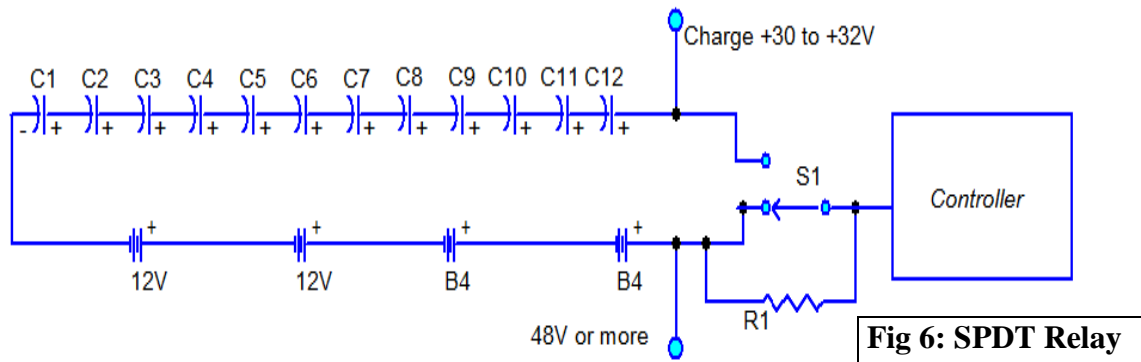 Charge +30 to +32V
C1 C2 C3 C4 C5 C6 C7 C8 C9 C10 C11 C12
- + + + + + + + + + + + +
S1
Controller
+ + + +
12V 12V B4 B4
R1
48V or more
Fig 6: SPDT Relay